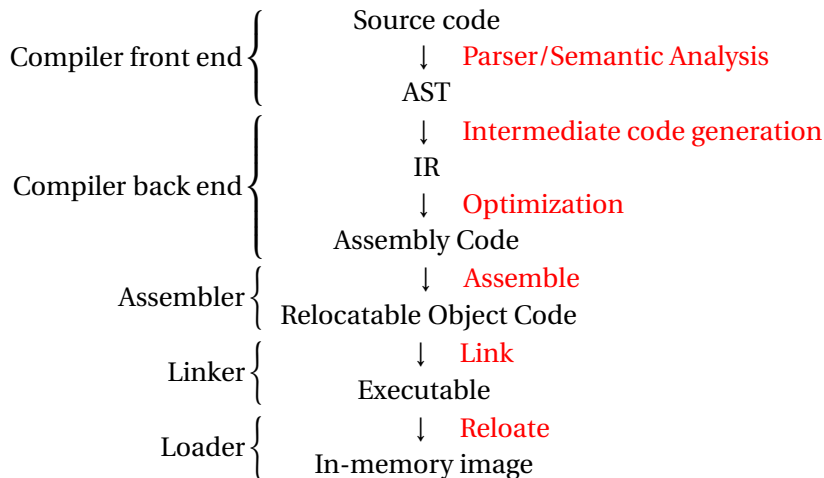 Source code
Compiler front end
Parser/Semantic Analysis
AST
Intermediate code generation
Compiler back end
IR
Optimization
Assembly Code
Assembler
Assemble
Relocatable Object Code
Linker
Link
Executable
Loader
Reloate
In-memory image